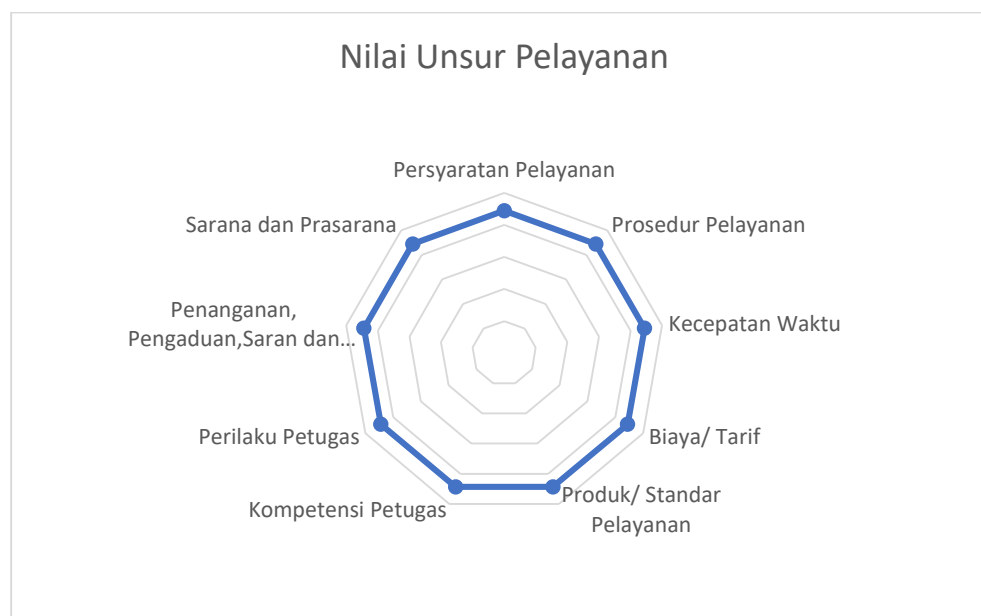 Nilai Unsur Pelayanan
Persyaratan Pelayanan
Prosedur Pelayanan
Kecepatan Waktu
Biaya/ Tarif
Produk/ Standar
Pelayanan
Kompetensi Petugas
Perilaku Petugas
Penanganan,
Pengaduan,Saran dan...
Sarana dan Prasarana